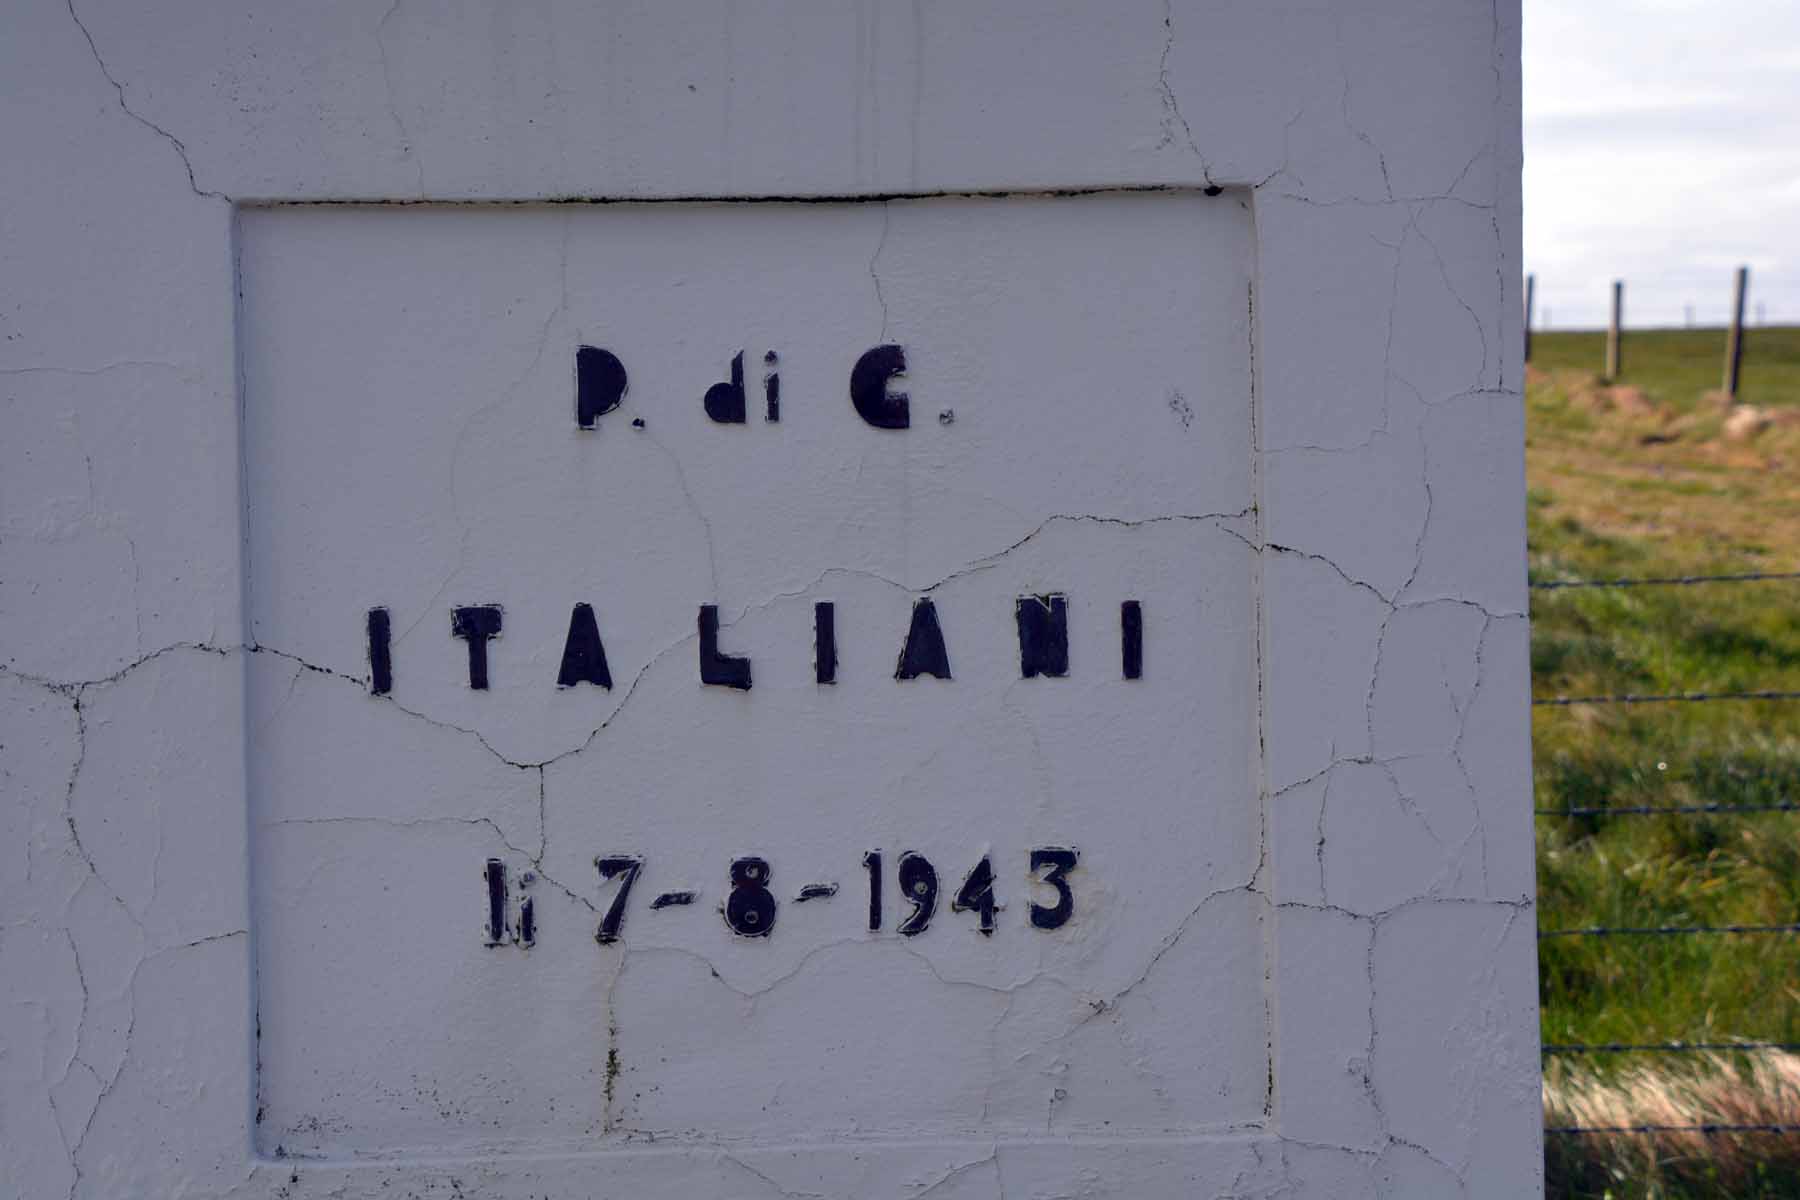 P. di G.
ITALIANI
li 7-8-1943